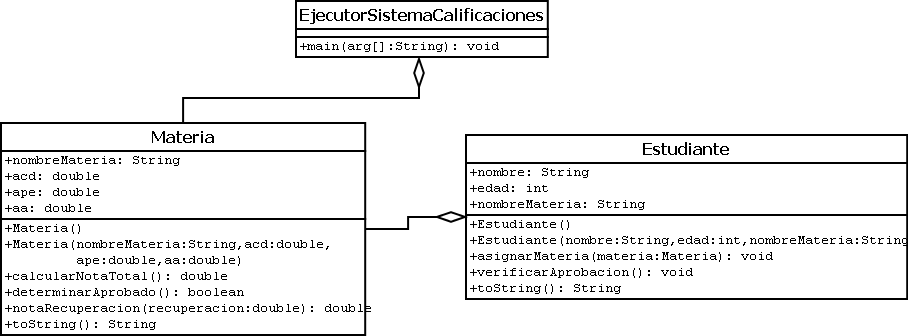 EjecutorSistemaCalificaciones
+main(arg[]:String): void
Materia
+nombreMateria: String
+acd: double
+ape: double
+aa: double
+Materia()
+Materia(nombreMateria:String,acd:double,
ape:double,aa:double)
+calcularNotaTotal(): double
+determinarAprobado(): boolean
+notaRecuperacion(recuperacion:double): double
+toString(): String
Estudiante
+nombre: String
+edad: int
+nombreMateria: String
+Estudiante()
+Estudiante(nombre:String,edad:int,nombreMateria:String
+asignarMateria(materia:Materia): void
+verificarAprobacion(): void
+toString(): String